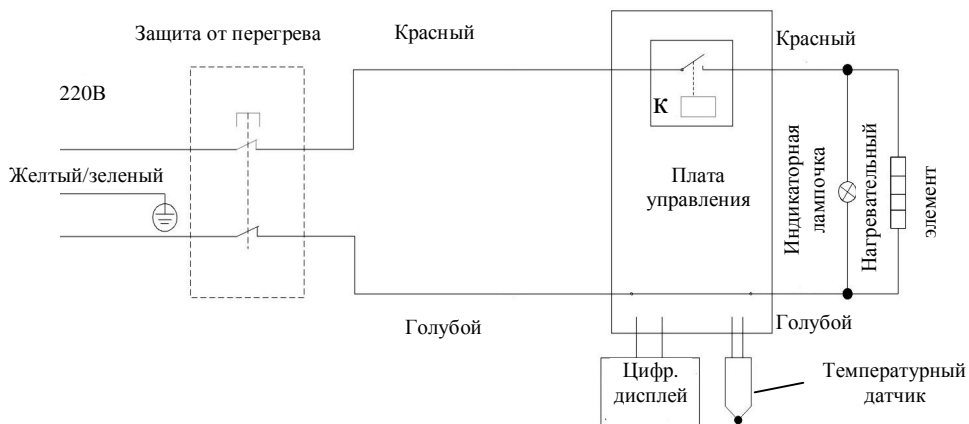 Защита от перегрева
Красный
Красный
220В
К
Желтый/зеленый
Плата
управления
Индикаторная
лампочка
Нагревательный
элемент
Голубой
Голубой
Цифр.
дисплей
Температурный
датчик